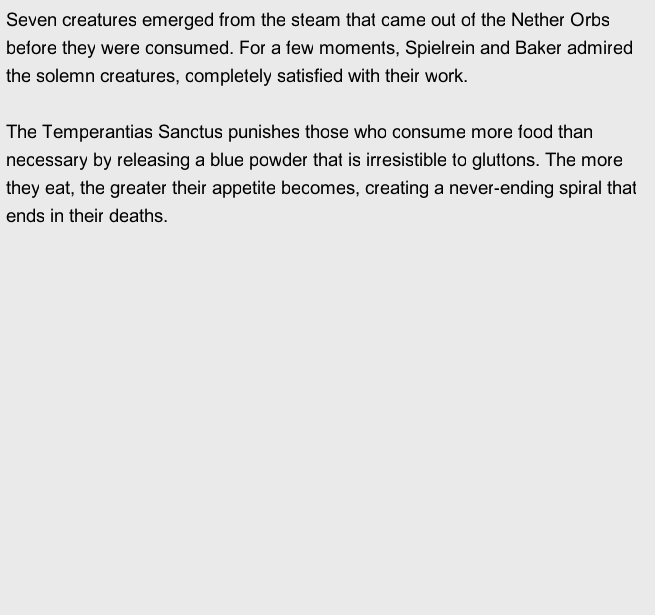 Seven creatures emerged from the steam that came out of the Nether Orbs
before they were consumed. For a few moments, Spielrein and Baker admired
the solemn creatures, completely satisfied with their work.
The Temperantias Sanctus punishes those who consume more food than
necessary by releasing a blue powder that is irresistible to gluttons. The more
they eat, the greater their appetite becomes, creating a never-ending spiral that
ends in their deaths.